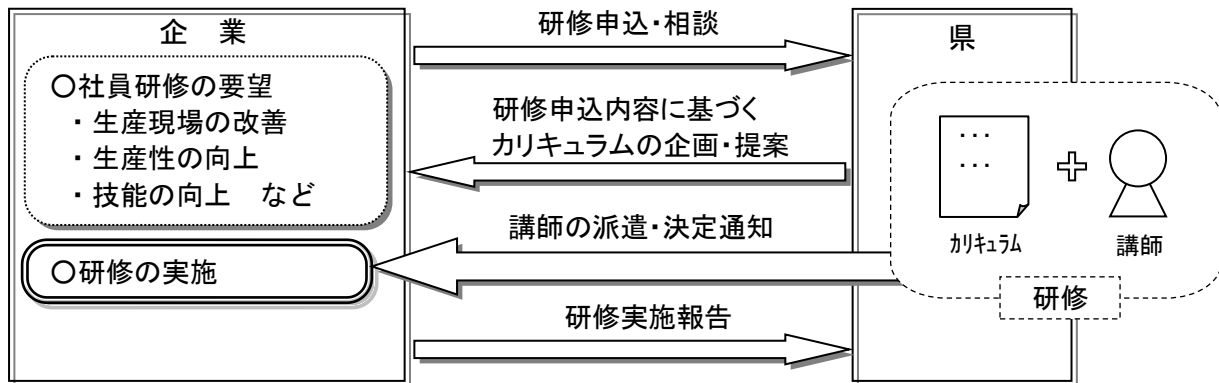 企　業
〇社員研修の要望
・生産現場の改善
・生産性の向上
・技能の向上　など
〇研修の実施
研修申込・相談
研修申込内容に基づく
カリキュラムの企画・提案
講師の派遣・決定通知
研修実施報告
県
…
…
ｶﾘｷｭﾗﾑ
講師
研修